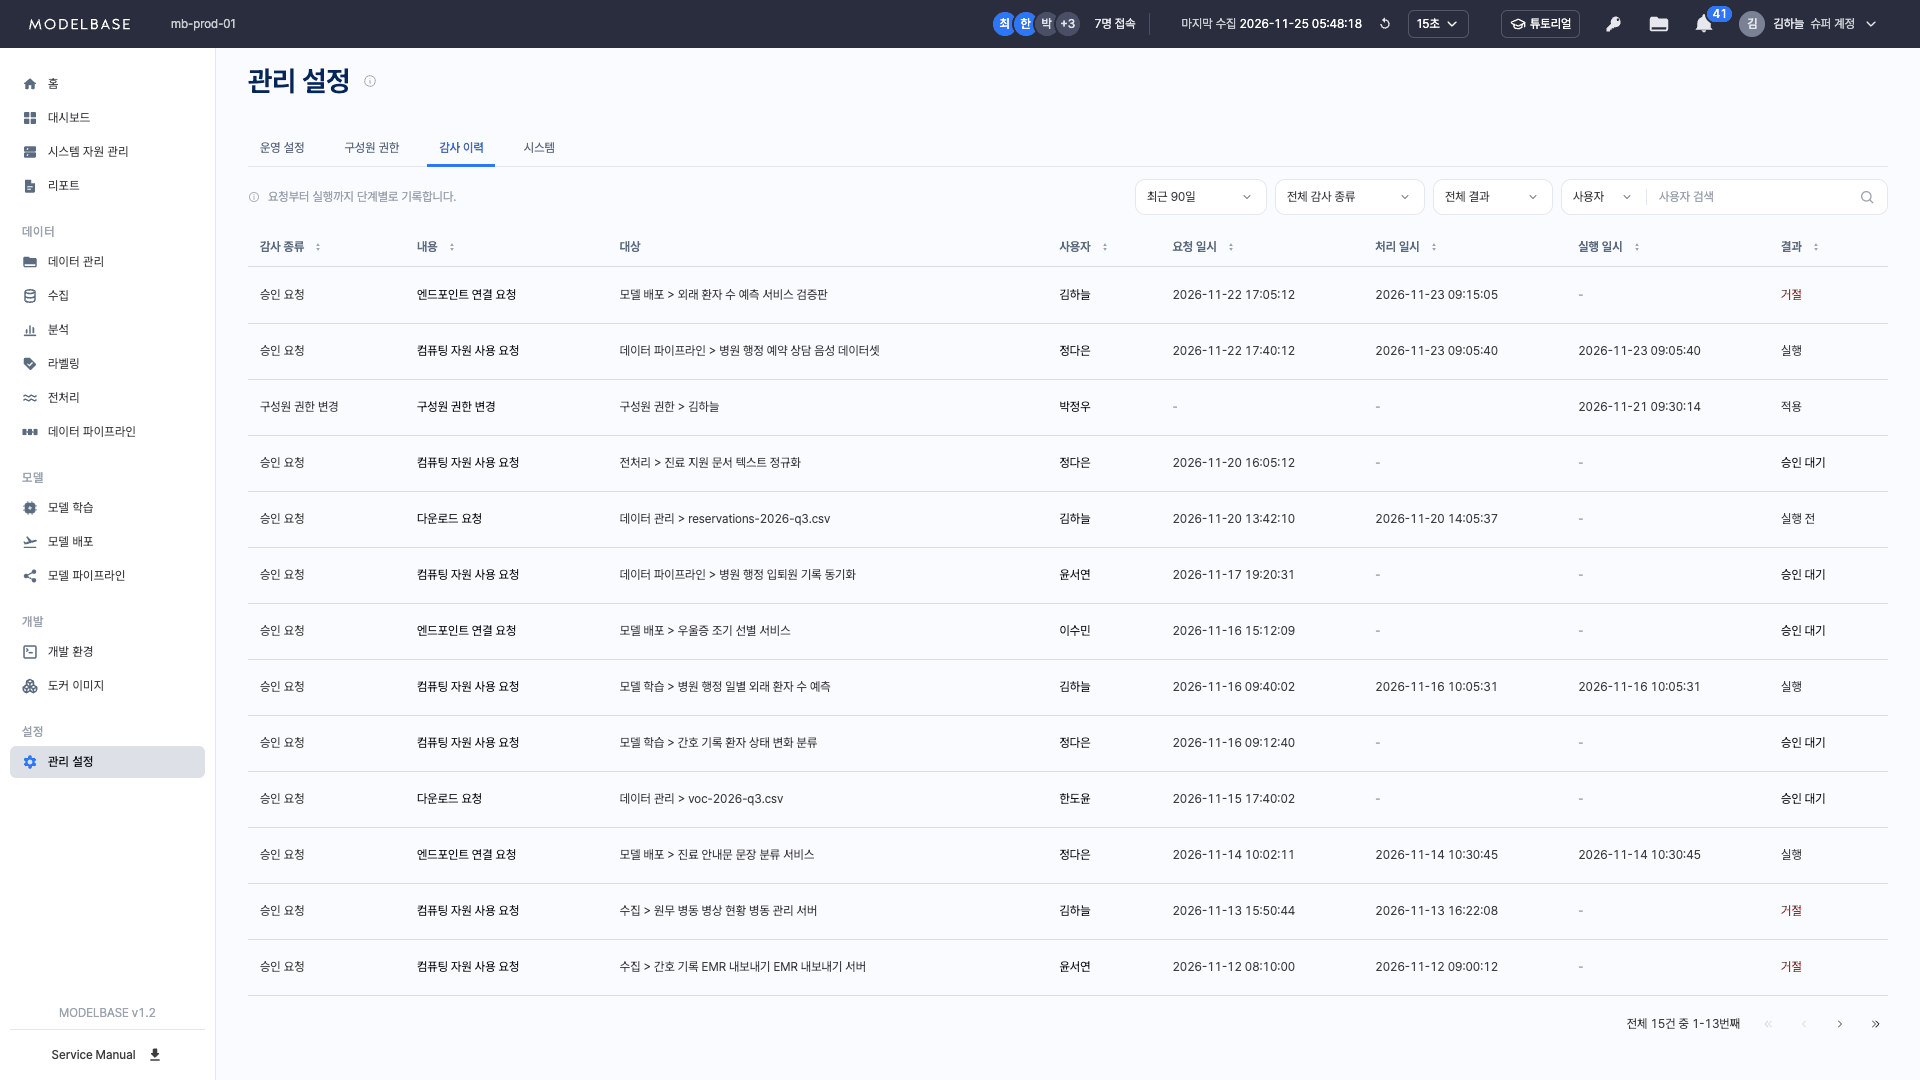 MODELBASE mb-prod-01 최 한 박 +3 7명 접속 마지막 수집 2026-11-25 05:48:18 15초 튜토리얼 41 김 김하늘 슈퍼 계정
홈
대시보드
시스템 자원 관리
리포트
데이터
데이터 관리
수집
분석
라벨링
전처리
데이터 파이프라인
모델
모델 학습
모델 배포
모델 파이프라인
개발
개발 환경
도커 이미지
설정
관리 설정
MODELBASE v1.2
Service Manual
관리 설정
운영 설정 구성원 권한 감사 이력 시스템
요청부터 실행까지 단계별로 기록합니다. 최근 90일 전체 감사 종류 전체 결과 사용자 사용자 검색
감사 종류 내용 대상 사용자 요청 일시 처리 일시 실행 일시 결과
승인 요청 엔드포인트 연결 요청 모델 배포 > 외래 환자 수 예측 서비스 검증판 김하늘 2026-11-22 17:05:12 2026-11-23 09:15:05 - 거절
승인 요청 컴퓨팅 자원 사용 요청 데이터 파이프라인 > 병원 행정 예약 상담 음성 데이터셋 정다은 2026-11-22 17:40:12 2026-11-23 09:05:40 2026-11-23 09:05:40 실행
구성원 권한 변경 구성원 권한 변경 구성원 권한 > 김하늘 박정우 - - 2026-11-21 09:30:14 적용
승인 요청 컴퓨팅 자원 사용 요청 전처리 > 진료 지원 문서 텍스트 정규화 정다은 2026-11-20 16:05:12 - - 승인 대기
승인 요청 다운로드 요청 데이터 관리 > reservations-2026-q3.csv 김하늘 2026-11-20 13:42:10 2026-11-20 14:05:37 - 실행 전
승인 요청 컴퓨팅 자원 사용 요청 데이터 파이프라인 > 병원 행정 입퇴원 기록 동기화 윤서연 2026-11-17 19:20:31 - - 승인 대기
승인 요청 엔드포인트 연결 요청 모델 배포 > 우울증 조기 선별 서비스 이수민 2026-11-16 15:12:09 - - 승인 대기
승인 요청 컴퓨팅 자원 사용 요청 모델 학습 > 병원 행정 일별 외래 환자 수 예측 김하늘 2026-11-16 09:40:02 2026-11-16 10:05:31 2026-11-16 10:05:31 실행
승인 요청 컴퓨팅 자원 사용 요청 모델 학습 > 간호 기록 환자 상태 변화 분류 정다은 2026-11-16 09:12:40 - - 승인 대기
승인 요청 다운로드 요청 데이터 관리 > voc-2026-q3.csv 한도윤 2026-11-15 17:40:02 - - 승인 대기
승인 요청 엔드포인트 연결 요청 모델 배포 > 진료 안내문 문장 분류 서비스 정다은 2026-11-14 10:02:11 2026-11-14 10:30:45 2026-11-14 10:30:45 실행
승인 요청 컴퓨팅 자원 사용 요청 수집 > 원무 병동 병상 현황 병동 관리 서버 김하늘 2026-11-13 15:50:44 2026-11-13 16:22:08 - 거절
승인 요청 컴퓨팅 자원 사용 요청 수집 > 간호 기록 EMR 내보내기 EMR 내보내기 서버 윤서연 2026-11-12 08:10:00 2026-11-12 09:00:12 - 거절
전체 15건 중 1-13번째